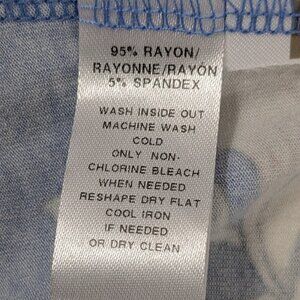 95% RAYON/
RAYONNE/RAYÓN
5% SPANDEX
WASH INSIDE OUT
MACHINE WASH
COLD
ONLY NON-
CHLORINE BLEACH
WHEN NEEDED
RESHAPE DRY FLAT
COOL IRON
IF NEEDED
OR DRY CLEAN